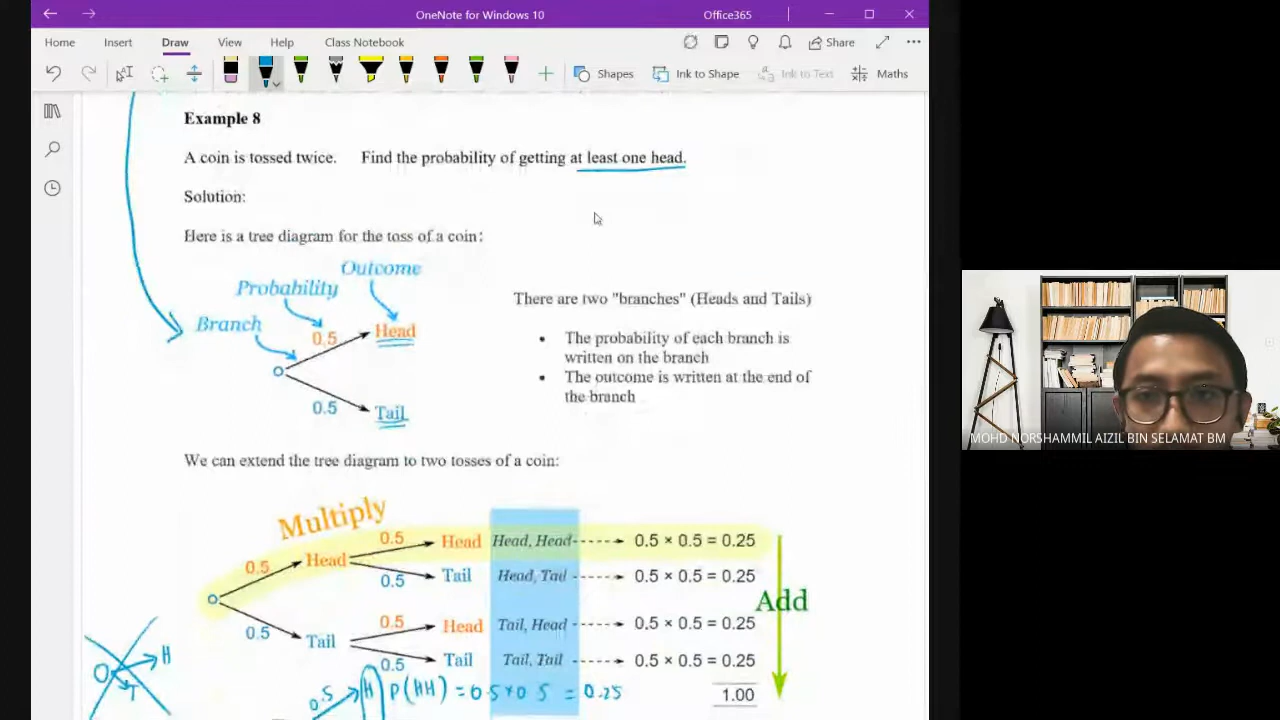 OneNote for Windows 10
Office365
Home Insert Draw View Help Class Notebook
Share
Shapes Ink to Shape Ink to Text Maths
Example 8
A coin is tossed twice. Find the probability of getting at least one head.
Solution:
Here is a tree diagram for the toss of a coin:
Outcome
Probability
Branch
0.5 Head
0.5 Tail
There are two "branches" (Heads and Tails)
• The probability of each branch is
written on the branch
• The outcome is written at the end of
the branch
MOHD NORSHAMMIL AIZIL BIN SELAMAT BM
We can extend the tree diagram to two tosses of a coin:
Multiply
0.5 Head 0.5 Head Head, Head 0.5 × 0.5 = 0.25
0.5 Tail Head, Tail 0.5 × 0.5 = 0.25
Add
0.5 Tail 0.5 Head Tail, Head 0.5 × 0.5 = 0.25
0.5 Tail Tail, Tail 0.5 × 0.5 = 0.25
1.00
O H
T
0.5 H P(HH) = 0.5 × 0.5 = 0.25